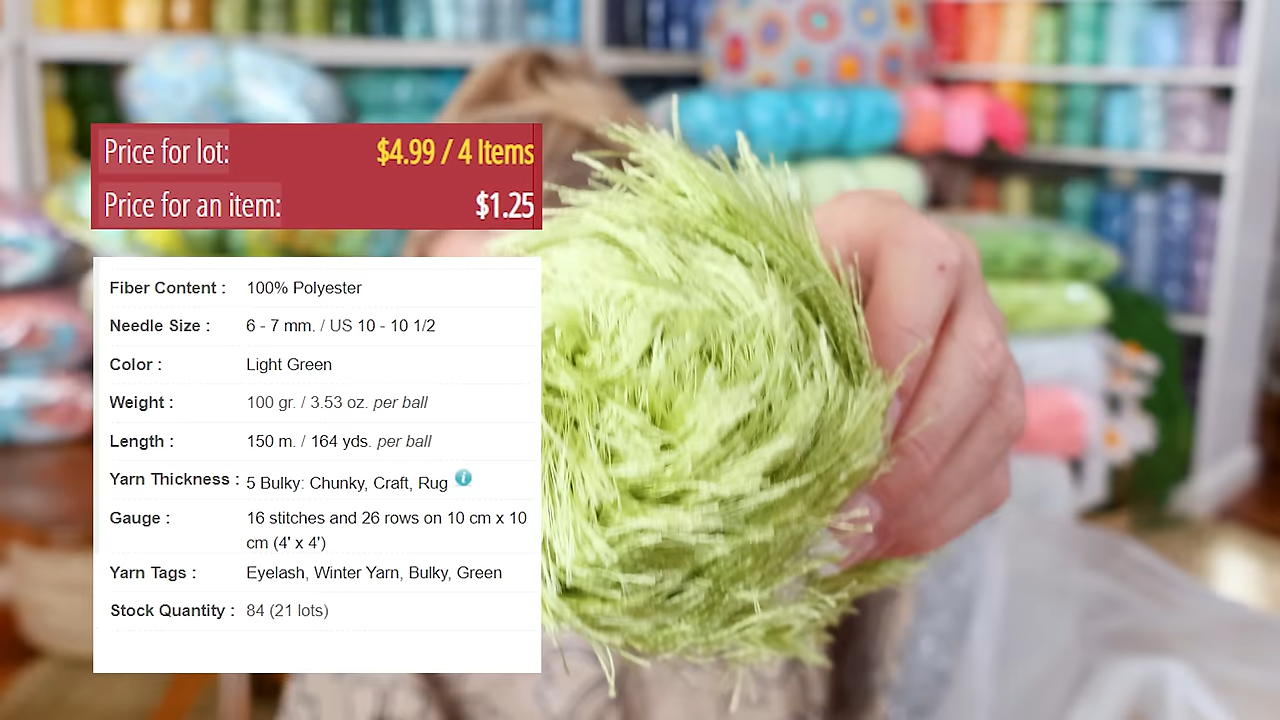 Price for lot: $4.99 / 4 Items
Price for an item: $1.25
Fiber Content : 100% Polyester
Needle Size : 6 - 7 mm. / US 10 - 10 1/2
Color : Light Green
Weight : 100 gr. / 3.53 oz. per ball
Length : 150 m. / 164 yds. per ball
Yarn Thickness : 5 Bulky: Chunky, Craft, Rug i
Gauge : 16 stitches and 26 rows on 10 cm x 10
cm (4' x 4')
Yarn Tags : Eyelash, Winter Yarn, Bulky, Green
Stock Quantity : 84 (21 lots)